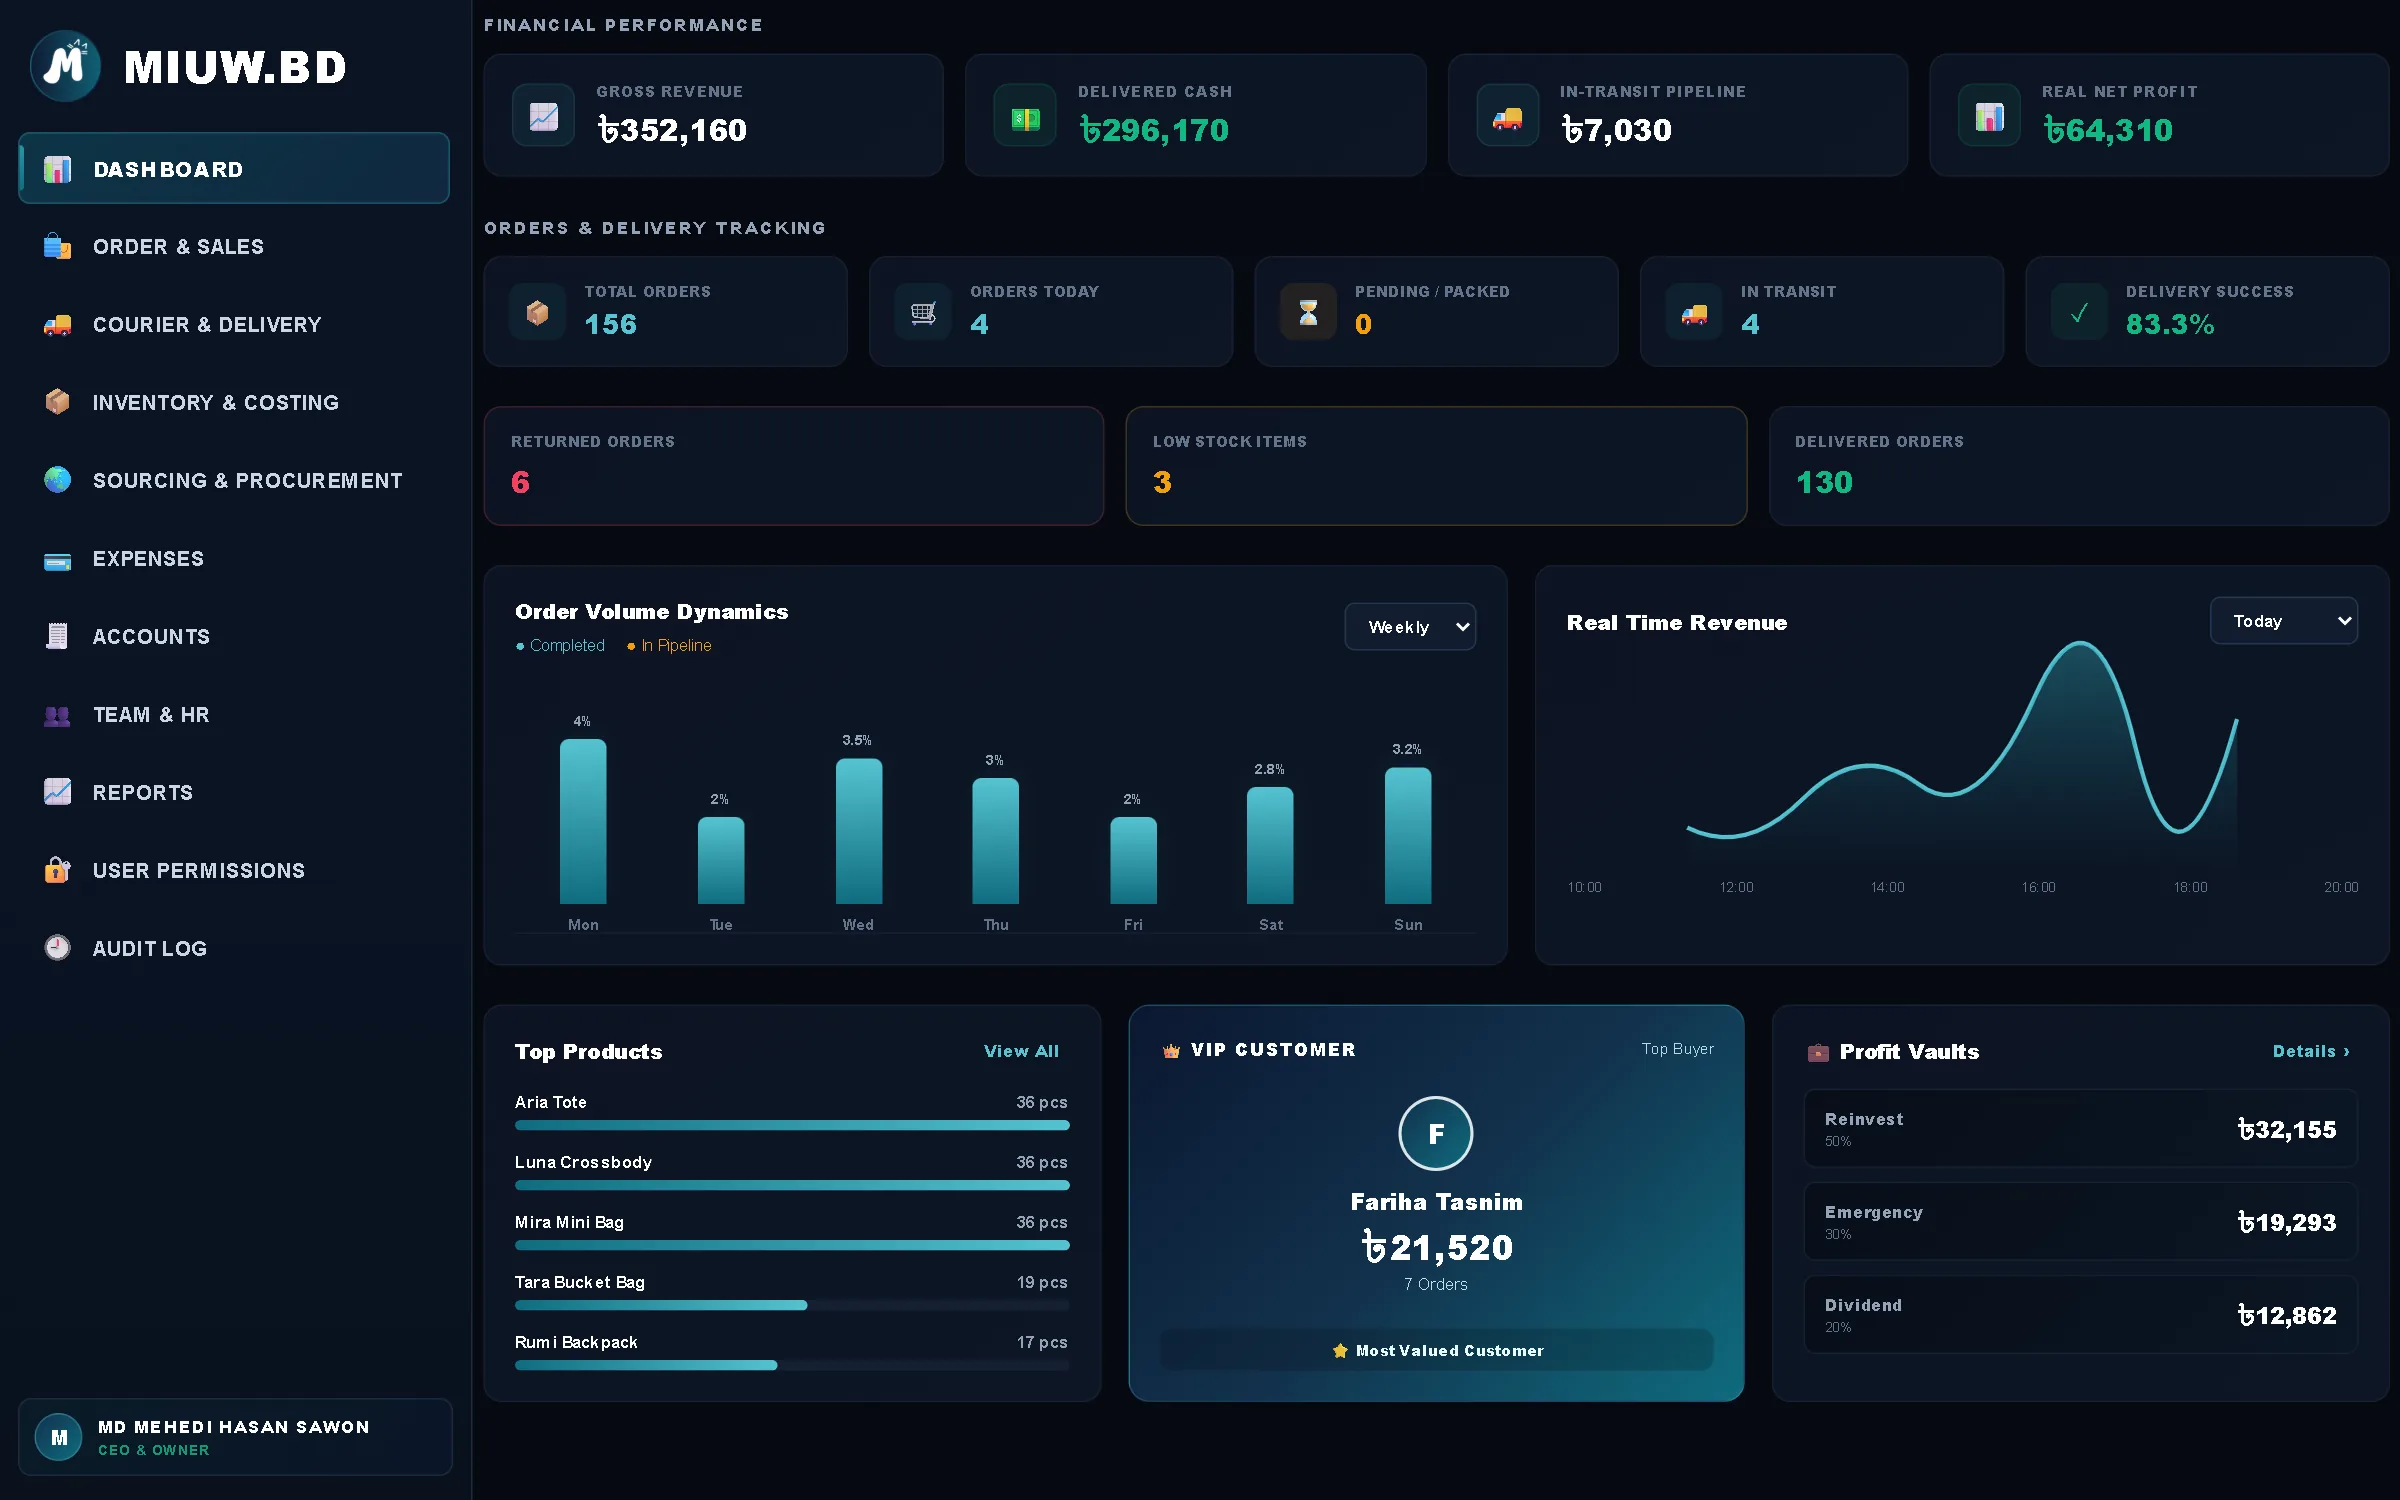 MIUW.BD
DASHBOARD
ORDER & SALES
COURIER & DELIVERY
INVENTORY & COSTING
SOURCING & PROCUREMENT
EXPENSES
ACCOUNTS
TEAM & HR
REPORTS
USER PERMISSIONS
AUDIT LOG
M
MD MEHEDI HASAN SAWON
CEO & OWNER
FINANCIAL PERFORMANCE
GROSS REVENUE
৳352,160
DELIVERED CASH
৳296,170
IN-TRANSIT PIPELINE
৳7,030
REAL NET PROFIT
৳64,310
ORDERS & DELIVERY TRACKING
TOTAL ORDERS
156
ORDERS TODAY
4
PENDING / PACKED
0
IN TRANSIT
4
DELIVERY SUCCESS
83.3%
RETURNED ORDERS
6
LOW STOCK ITEMS
3
DELIVERED ORDERS
130
Order Volume Dynamics
● Completed ● In Pipeline
Weekly
4% 2% 3.5% 3% 2% 2.8% 3.2%
Mon Tue Wed Thu Fri Sat Sun
Real Time Revenue
Today
10:00 12:00 14:00 16:00 18:00 20:00
Top Products
View All
Aria Tote 36 pcs
Luna Crossbody 36 pcs
Mira Mini Bag 36 pcs
Tara Bucket Bag 19 pcs
Rumi Backpack 17 pcs
VIP CUSTOMER
Top Buyer
F
Fariha Tasnim
৳21,520
7 Orders
Most Valued Customer
Profit Vaults
Details ›
Reinvest
50%
৳32,155
Emergency
30%
৳19,293
Dividend
20%
৳12,862